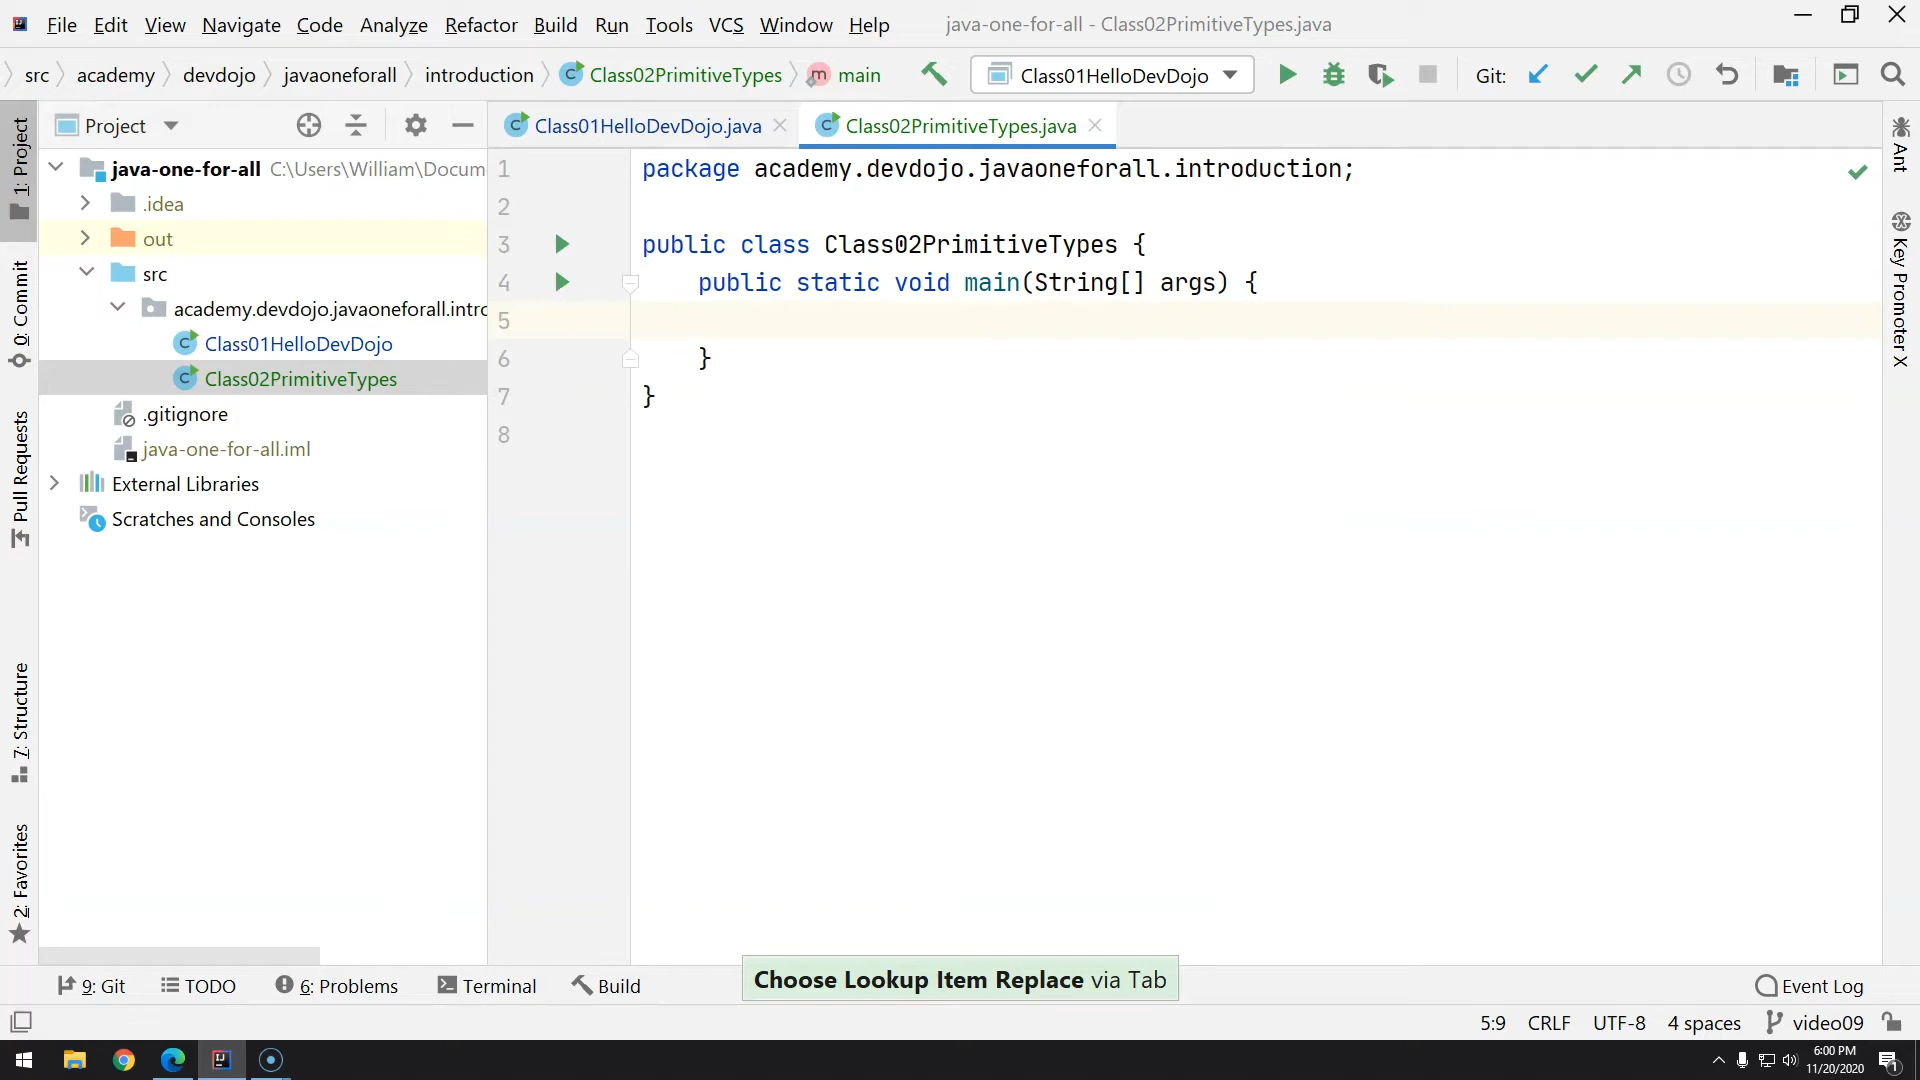 File Edit View Navigate Code Analyze Refactor Build Run Tools VCS Window Help java-one-for-all - Class02PrimitiveTypes.java
src academy devdojo javaoneforall introduction Class02PrimitiveTypes main Class01HelloDevDojo Git:
Project Class01HelloDevDojo.java Class02PrimitiveTypes.java
java-one-for-all C:\Users\William\Docum
.idea
out
src
academy.devdojo.javaoneforall.intro
Class01HelloDevDojo
Class02PrimitiveTypes
.gitignore
java-one-for-all.iml
External Libraries
Scratches and Consoles
1: Project
0: Commit
Pull Requests
7: Structure
2: Favorites
1 package academy.devdojo.javaoneforall.introduction;
2
3 public class Class02PrimitiveTypes {
4 public static void main(String[] args) {
5
6 }
7 }
8
Ant
Key Promoter X
Choose Lookup Item Replace via Tab
9: Git TODO 6: Problems Terminal Build Event Log
5:9 CRLF UTF-8 4 spaces video09
6:00 PM
11/20/2020
1